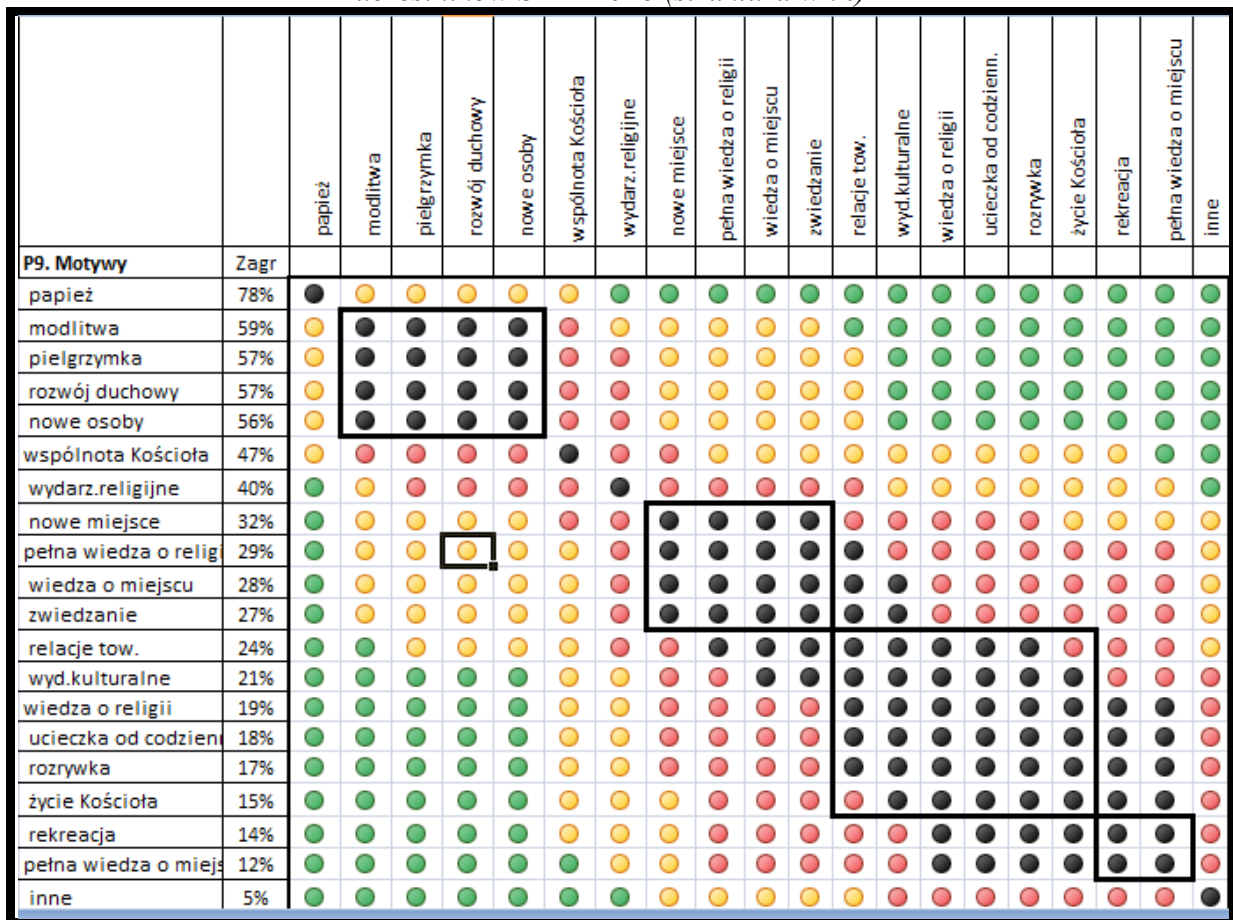 papież
modlitwa
pielgrzymka
rozwój duchowy
nowe osoby
wspólnota Kościoła
wydarz.religijne
nowe miejsce
pełna wiedza o religii
wiedza o miejscu
zwiedzanie
relacje tow.
wyd.kulturalne
wiedza o religii
ucieczka od codzienn.
rozrywka
życie Kościoła
rekreacja
pełna wiedza o miejscu
inne
P9. Motywy Zagr
papież 78%
modlitwa 59%
pielgrzymka 57%
rozwój duchowy 57%
nowe osoby 56%
wspólnota Kościoła 47%
wydarz.religijne 40%
nowe miejsce 32%
pełna wiedza o religi 29%
wiedza o miejscu 28%
zwiedzanie 27%
relacje tow. 24%
wyd.kulturalne 21%
wiedza o religii 19%
ucieczka od codzien 18%
rozrywka 17%
życie Kościoła 15%
rekreacja 14%
pełna wiedza o miejs 12%
inne 5%